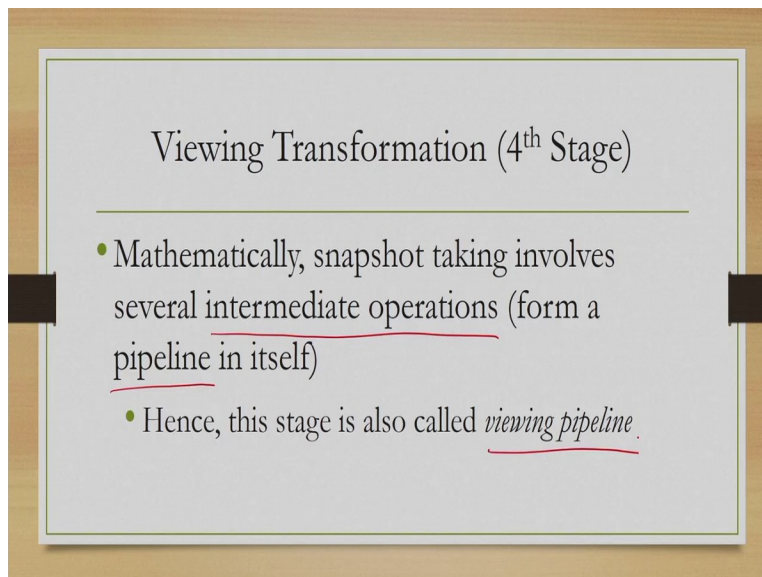 Viewing Transformation (4th Stage)
• Mathematically, snapshot taking involves
several intermediate operations (form a
pipeline in itself)
• Hence, this stage is also called viewing pipeline